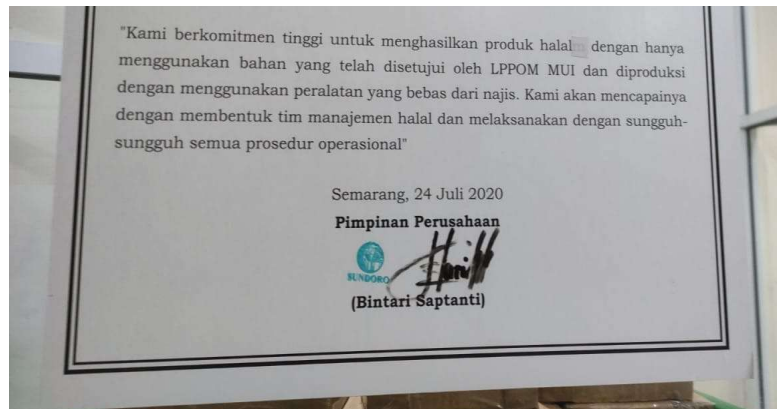 "Kami berkomitmen tinggi untuk menghasilkan produk halal dengan hanya
menggunakan bahan yang telah disetujui oleh LPPOM MUI dan diproduksi
dengan menggunakan peralatan yang bebas dari najis. Kami akan mencapainya
dengan membentuk tim manajemen halal dan melaksanakan dengan sungguh-
sungguh semua prosedur operasional"
Semarang, 24 Juli 2020
Pimpinan Perusahaan
SUNDORO
(Bintari Saptanti)